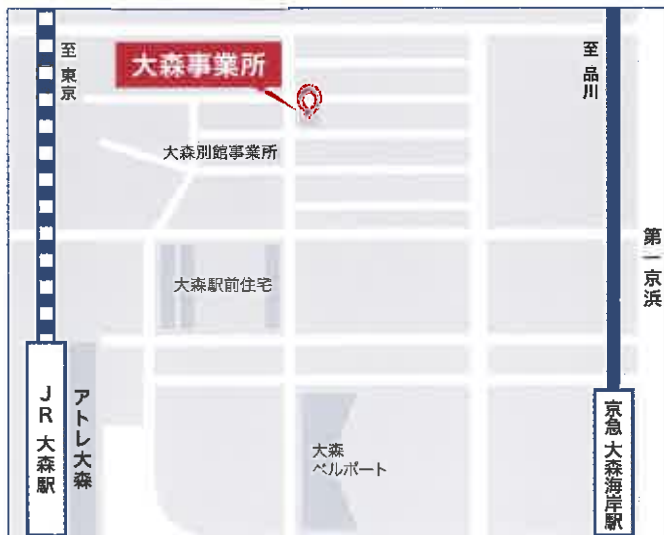 至 東京
大森事業所
至 品川
大森別館事業所
第一京浜
大森駅前住宅
JR 大森駅
アトレ大森
大森
ベルポート
京急 大森海岸駅